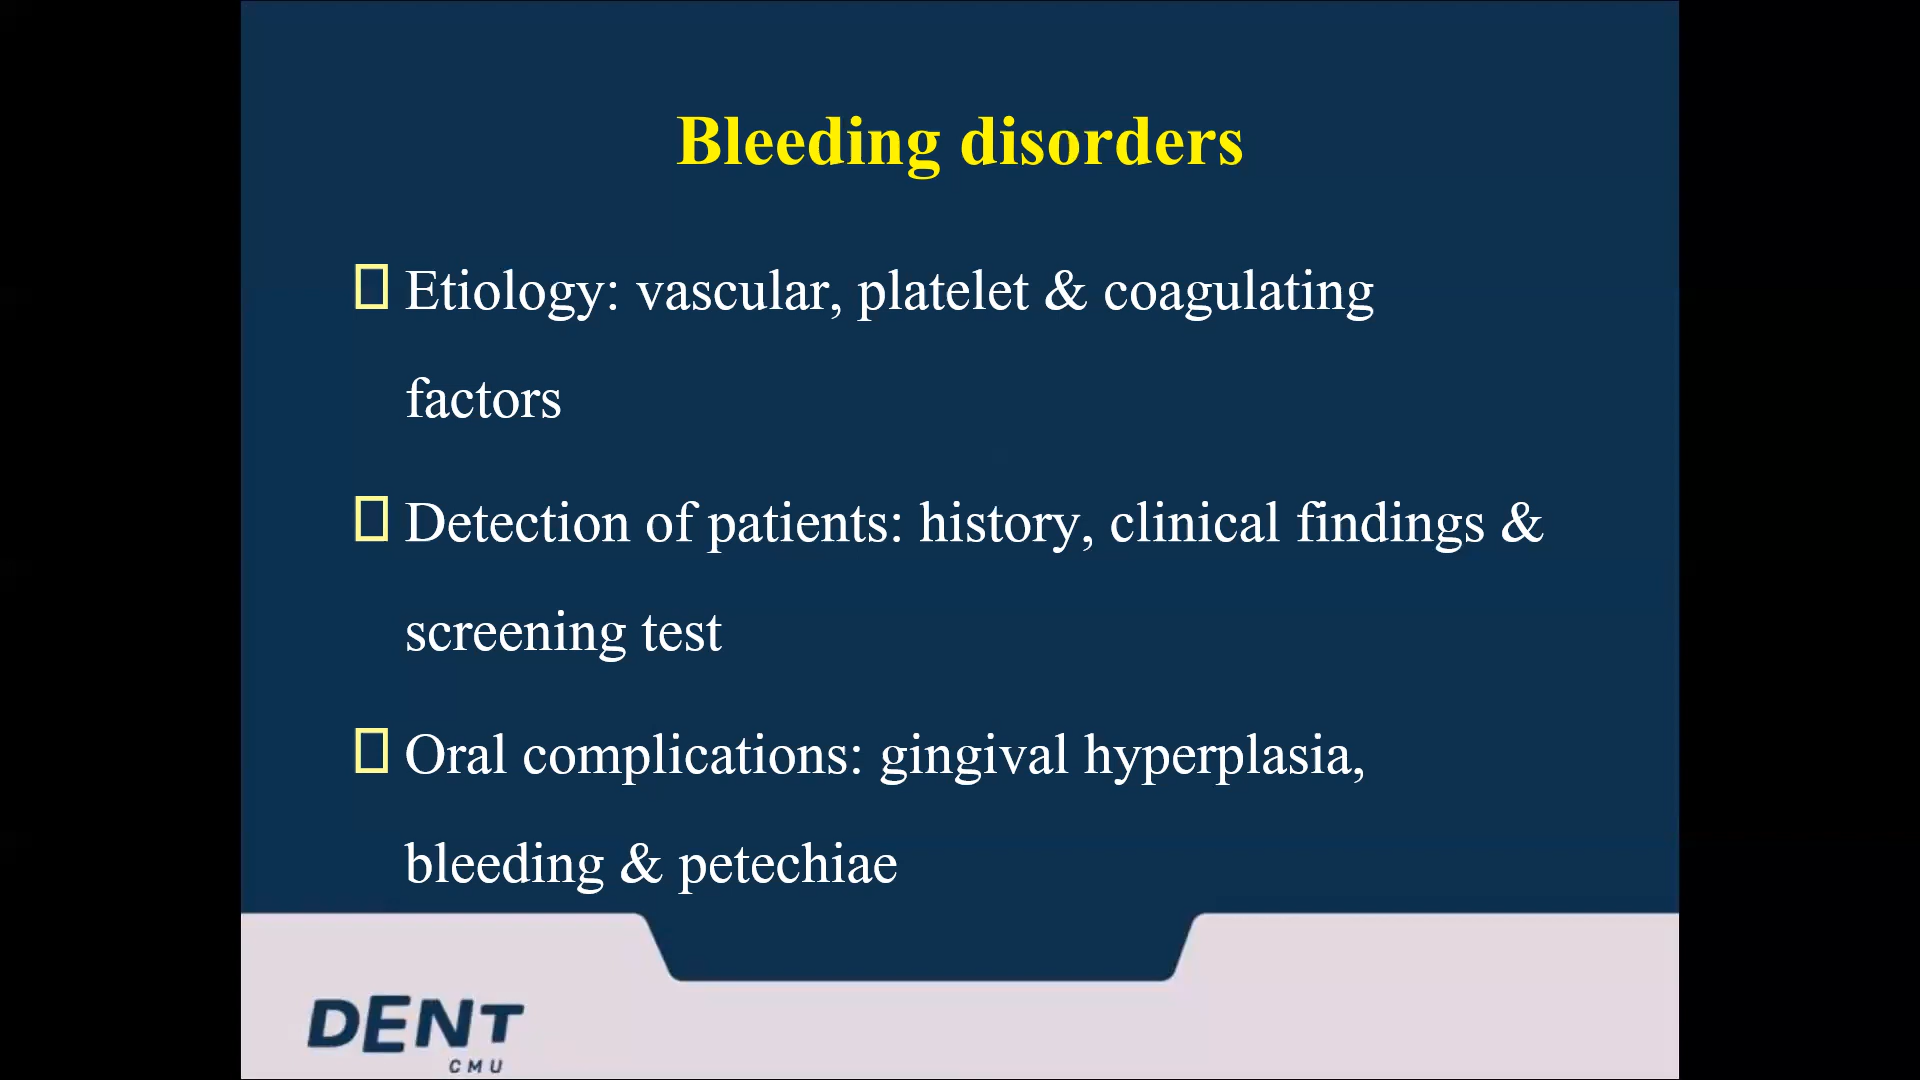 Bleeding disorders
Etiology: vascular, platelet & coagulating
factors
Detection of patients: history, clinical findings &
screening test
Oral complications: gingival hyperplasia,
bleeding & petechiae
DENT
CMU